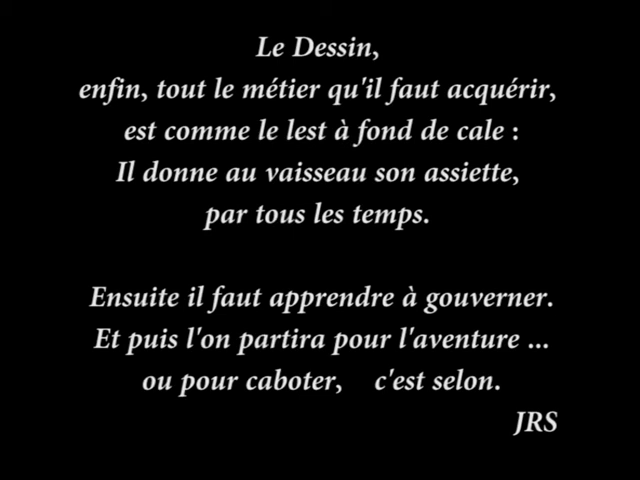 Le Dessin,
enfin, tout le métier qu'il faut acquérir,
est comme le lest à fond de cale :
Il donne au vaisseau son assiette,
par tous les temps.
Ensuite il faut apprendre à gouverner.
Et puis l'on partira pour l'aventure ...
ou pour caboter, c'est selon.
JRS